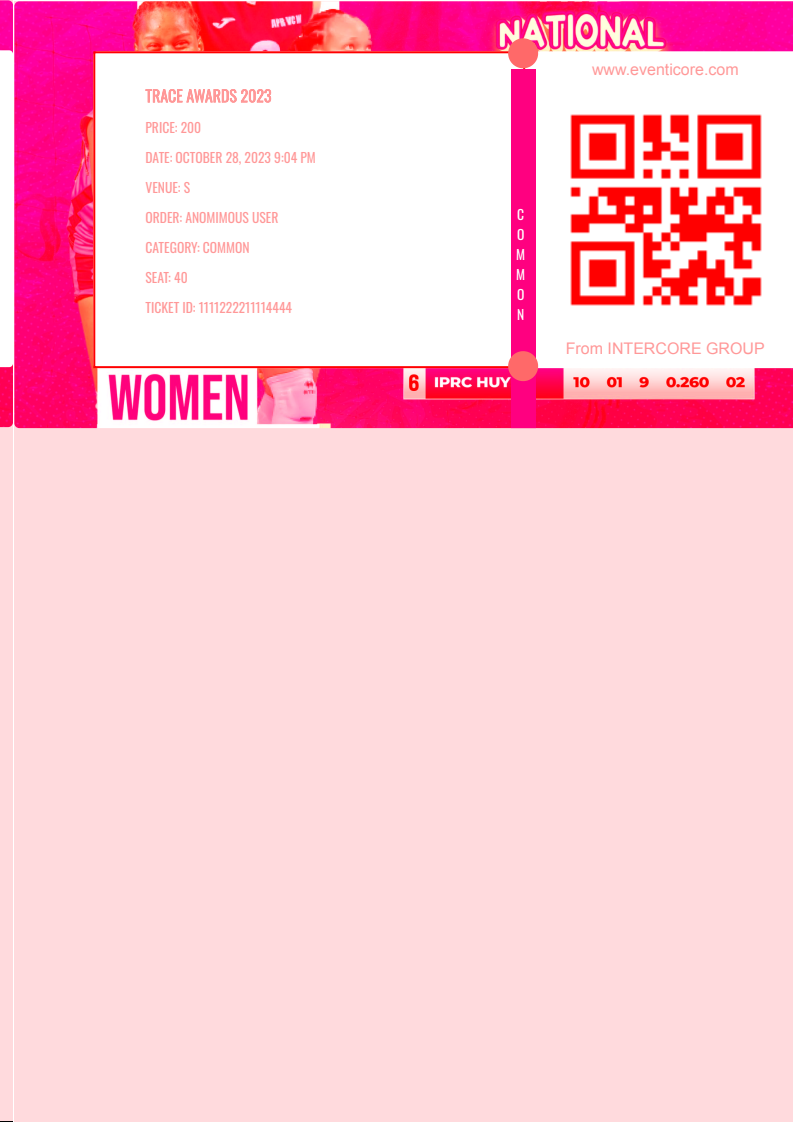 APR VC W
NATIONAL
www.eventicore.com
TRACE AWARDS 2023
PRICE: 200
DATE: OCTOBER 28, 2023 9:04 PM
VENUE: S
ORDER: ANOMIMOUS USER
CATEGORY: COMMON
SEAT: 40
TICKET ID: 1111222211114444
C
O
M
M
O
N
From INTERCORE GROUP
WOMEN
6 IPRC HUY 10 01 9 0.260 02